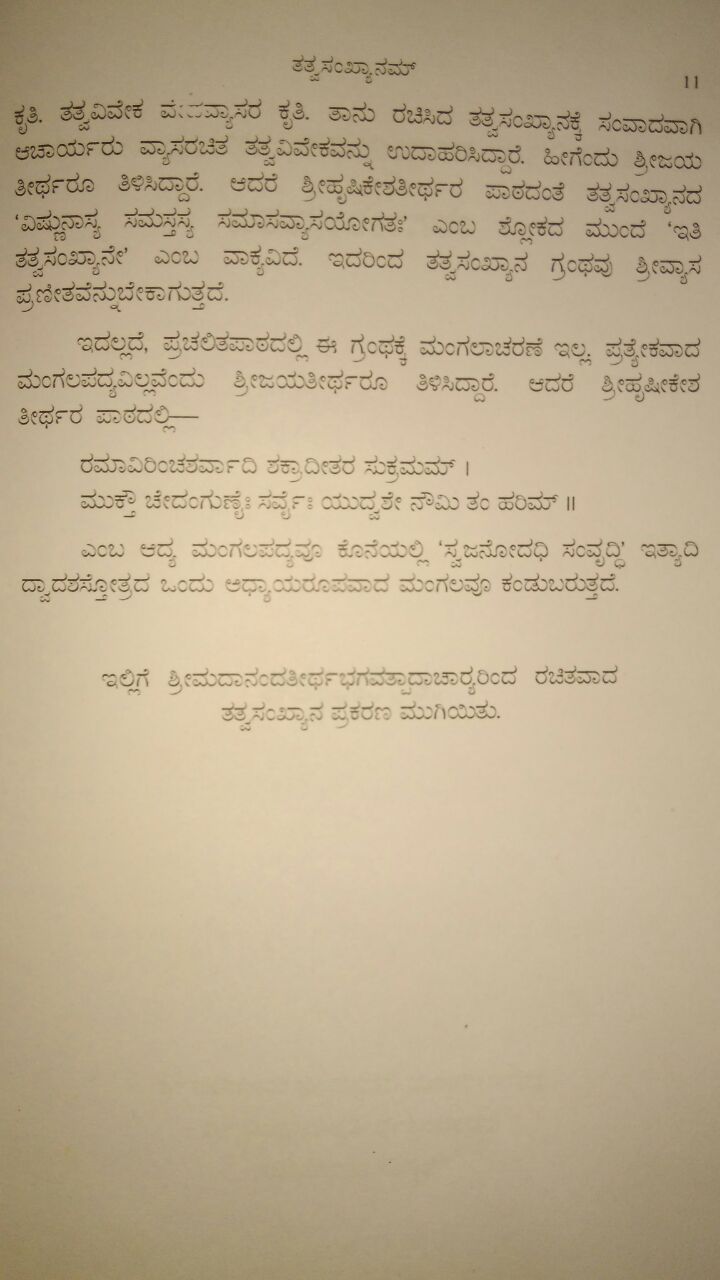 ತತ್ವಸಂಖ್ಯಾನಮ್
11
ಕೃತಿ. ತತ್ವವಿವೇಕ ವೇದವ್ಯಾಸರ ಕೃತಿ. ತಾನು ರಚಿಸಿದ ತತ್ವಸಂಖ್ಯಾನಕ್ಕೆ ಸಂವಾದವಾಗಿ
ಆಚಾರ್ಯರು ವ್ಯಾಸರಚಿತ ತತ್ವವಿವೇಕವನ್ನು ಉದಾಹರಿಸಿದ್ದಾರೆ. ಹೀಗೆಂದು ಶ್ರೀಜಯ
ತೀರ್ಥರೂ ತಿಳಿಸಿದ್ದಾರೆ. ಆದರೆ ಶ್ರೀಹೃಷಿಕೇಶತೀರ್ಥರ ಪಾಠದಂತೆ ತತ್ವಸಂಖ್ಯಾನದ
'ವಿಷ್ಣುನಾಸ್ಯ ಸಮಸ್ತಸ್ಯ ಸಮಾಸವ್ಯಾಸಯೋಗತಃ' ಎಂಬ ಶ್ಲೋಕದ ಮುಂದೆ 'ಇತಿ
ತತ್ವಸಂಖ್ಯಾನೇ' ಎಂಬ ವಾಕ್ಯವಿದೆ. ಇದರಿಂದ ತತ್ವಸಂಖ್ಯಾನ ಗ್ರಂಥವು ಶ್ರೀವ್ಯಾಸ
ಪ್ರಣೀತವೆನ್ನುಬೇಕಾಗುತ್ತದೆ.
ಇದಲ್ಲದೆ, ಪ್ರಚಲಿತಪಾಠದಲ್ಲಿ ಈ ಗ್ರಂಥಕ್ಕೆ ಮಂಗಲಾಚರಣೆ ಇಲ್ಲ. ಪ್ರತ್ಯೇಕವಾದ
ಮಂಗಲಪದ್ಯವಿಲ್ಲವೆಂದು ಶ್ರೀಜಯತೀರ್ಥರೂ ತಿಳಿಸಿದ್ದಾರೆ. ಆದರೆ ಶ್ರೀಹೃಷೀಕೇಶ
ತೀರ್ಥರ ಪಾಠದಲ್ಲಿ—
ರಮಾವಿರಿಂಚಶರ್ವಾದಿ ಶಕ್ರಾದೀತರ ಸುಕ್ರಮಮ್ ।
ಮುಕ್ತೌ ಚೇದಂಗುಣೈಃ ಸರ್ವೈಃ ಯುದ್ವಶೇ ನೌಮಿ ತಂ ಹರಿಮ್ ॥
ಎಂಬ ಆದ್ಯ ಮಂಗಲಪದ್ಯವೂ ಕೊನೆಯಲ್ಲಿ 'ಸ್ವಜನೋದಧಿ ಸಂವೃದ್ಧಿ' ಇತ್ಯಾದಿ
ದ್ವಾದಶಸ್ತೋತ್ರದ ಒಂದು ಅಧ್ಯಾಯರೂಪವಾದ ಮಂಗಲವೂ ಕಂಡುಬರುತ್ತದೆ.
ಇಲ್ಲಿಗೆ ಶ್ರೀಮದಾನಂದತೀರ್ಥಭಗವತ್ಪಾದಾಚಾರ್‍ಯರಿಂದ ರಚಿತವಾದ
ತತ್ವಸಂಖ್ಯಾನ ಪ್ರಕರಣ ಮುಗಿಯಿತು.